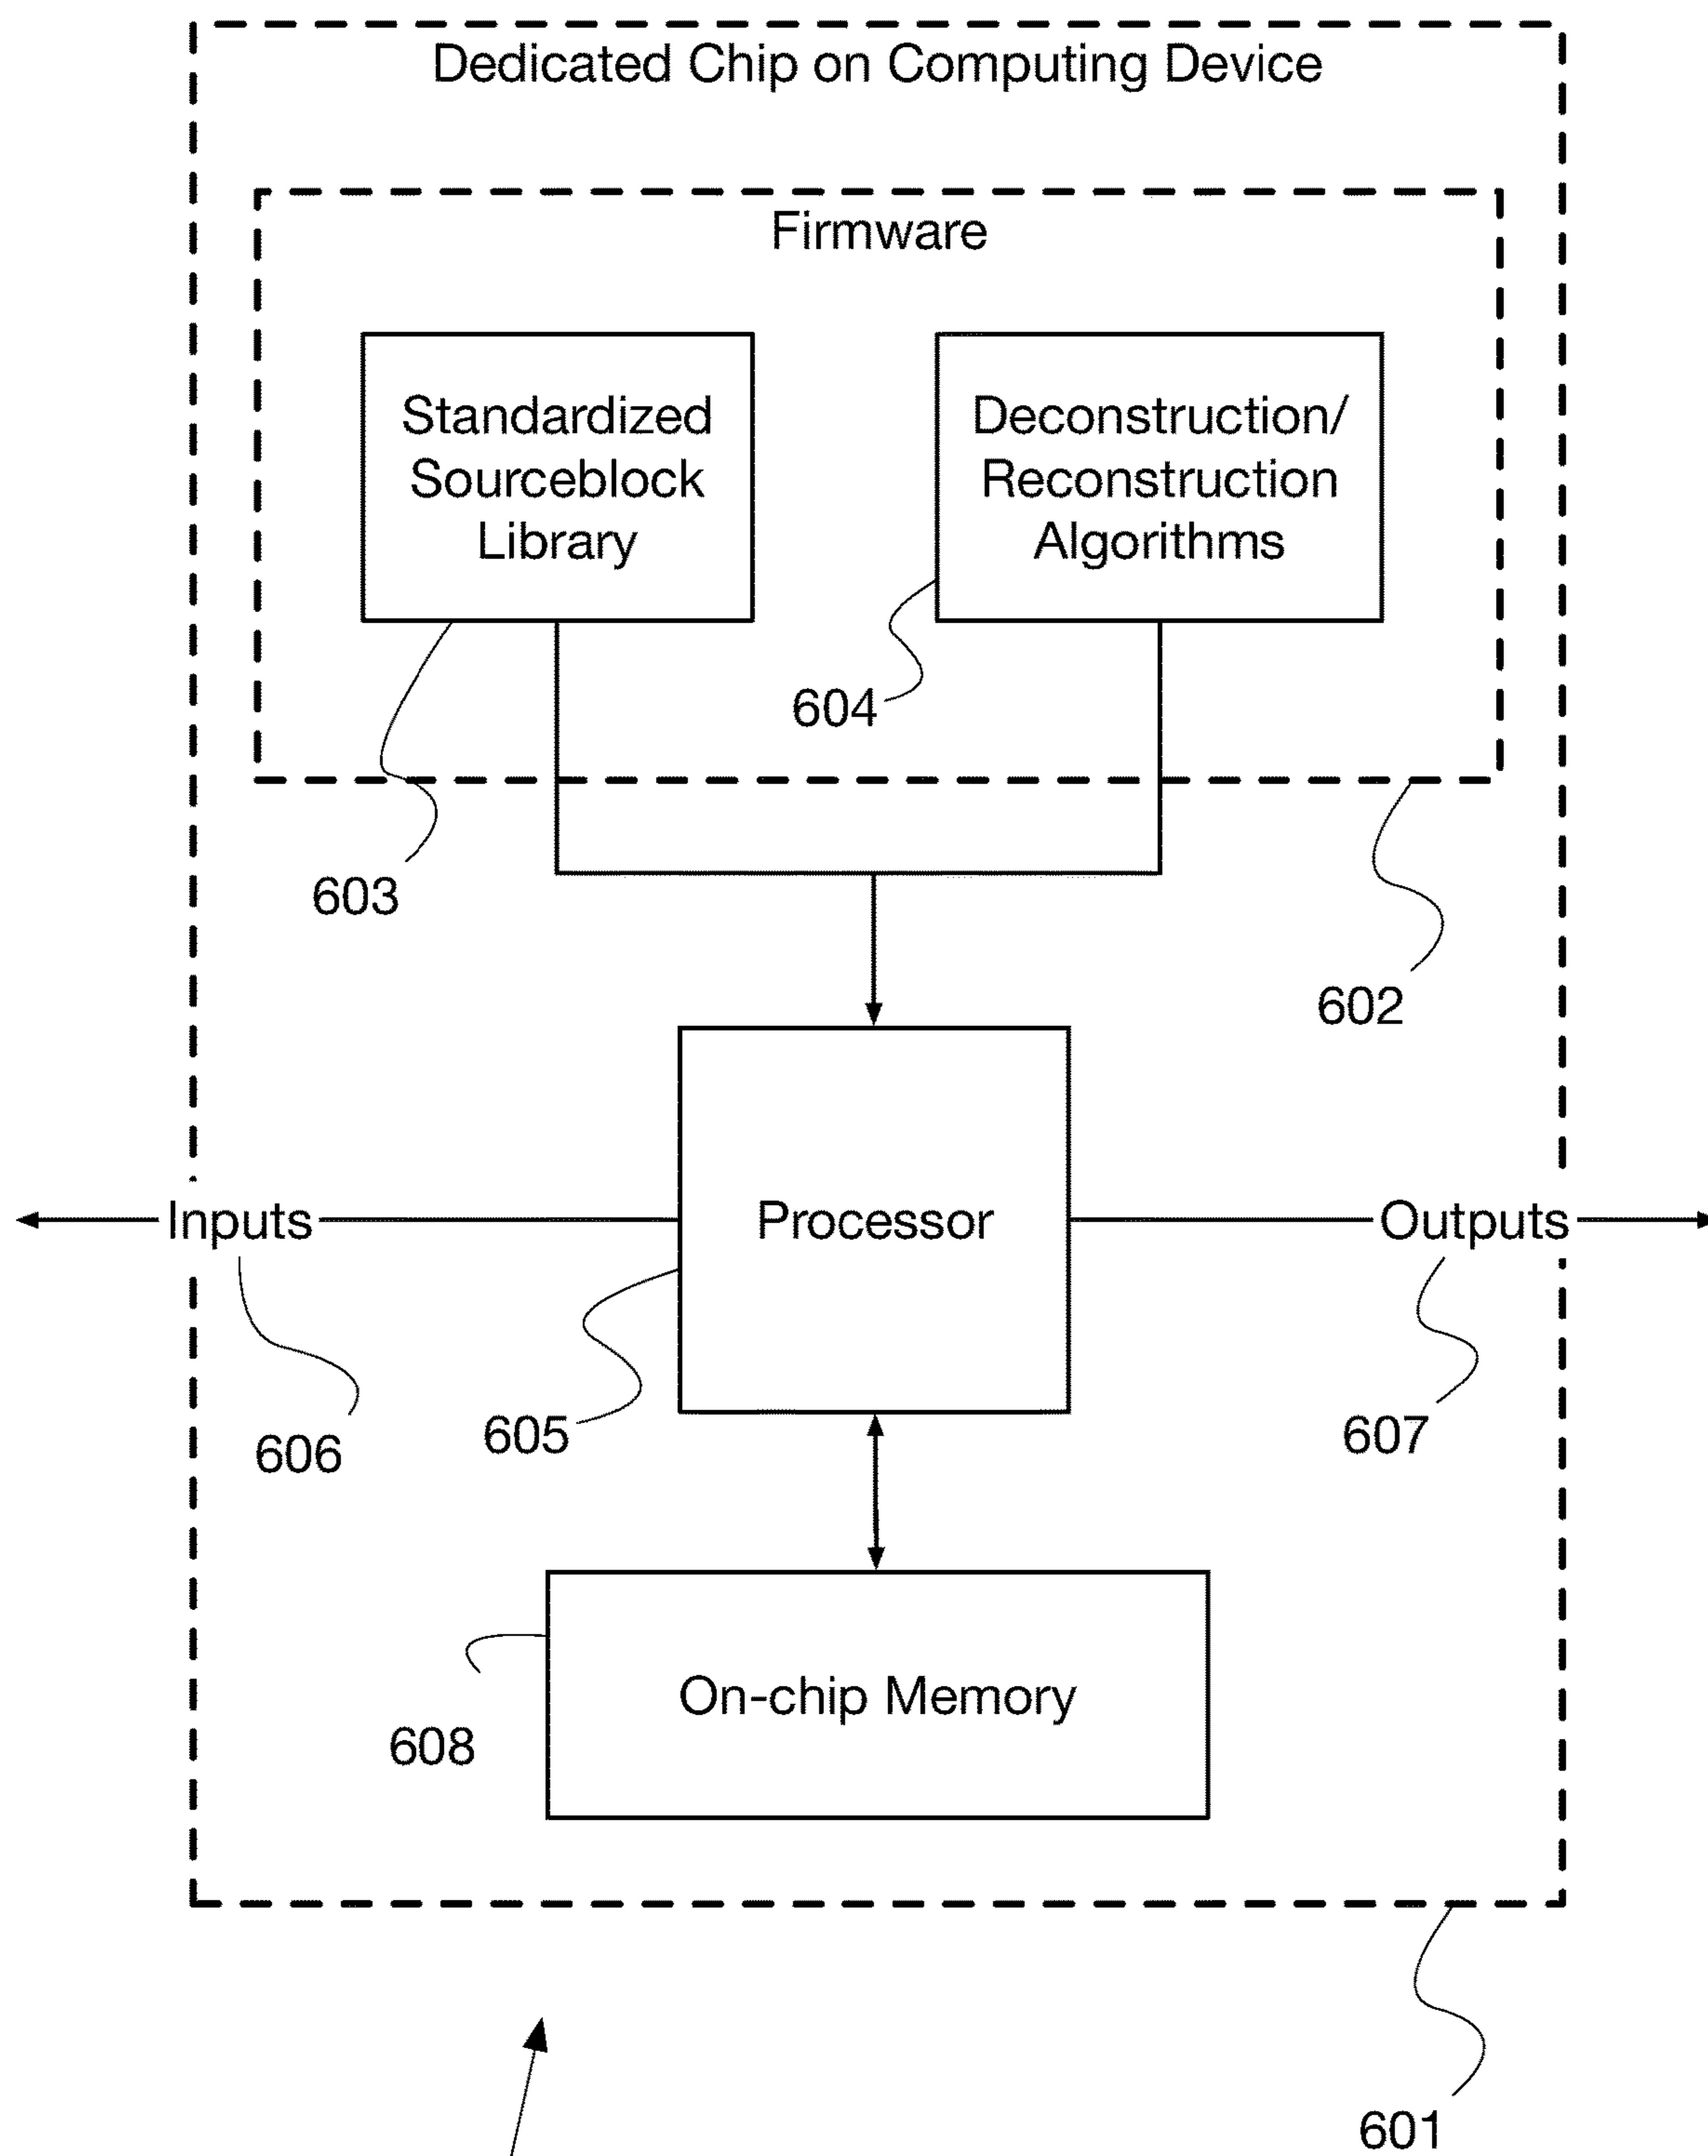 Dedicated Chip on Computing Device
Firmware
Standardized
Sourceblock
Library
Deconstruction/
Reconstruction
Algorithms
604
603
602
Inputs
Processor
Outputs
606
605
607
On-chip Memory
608
601